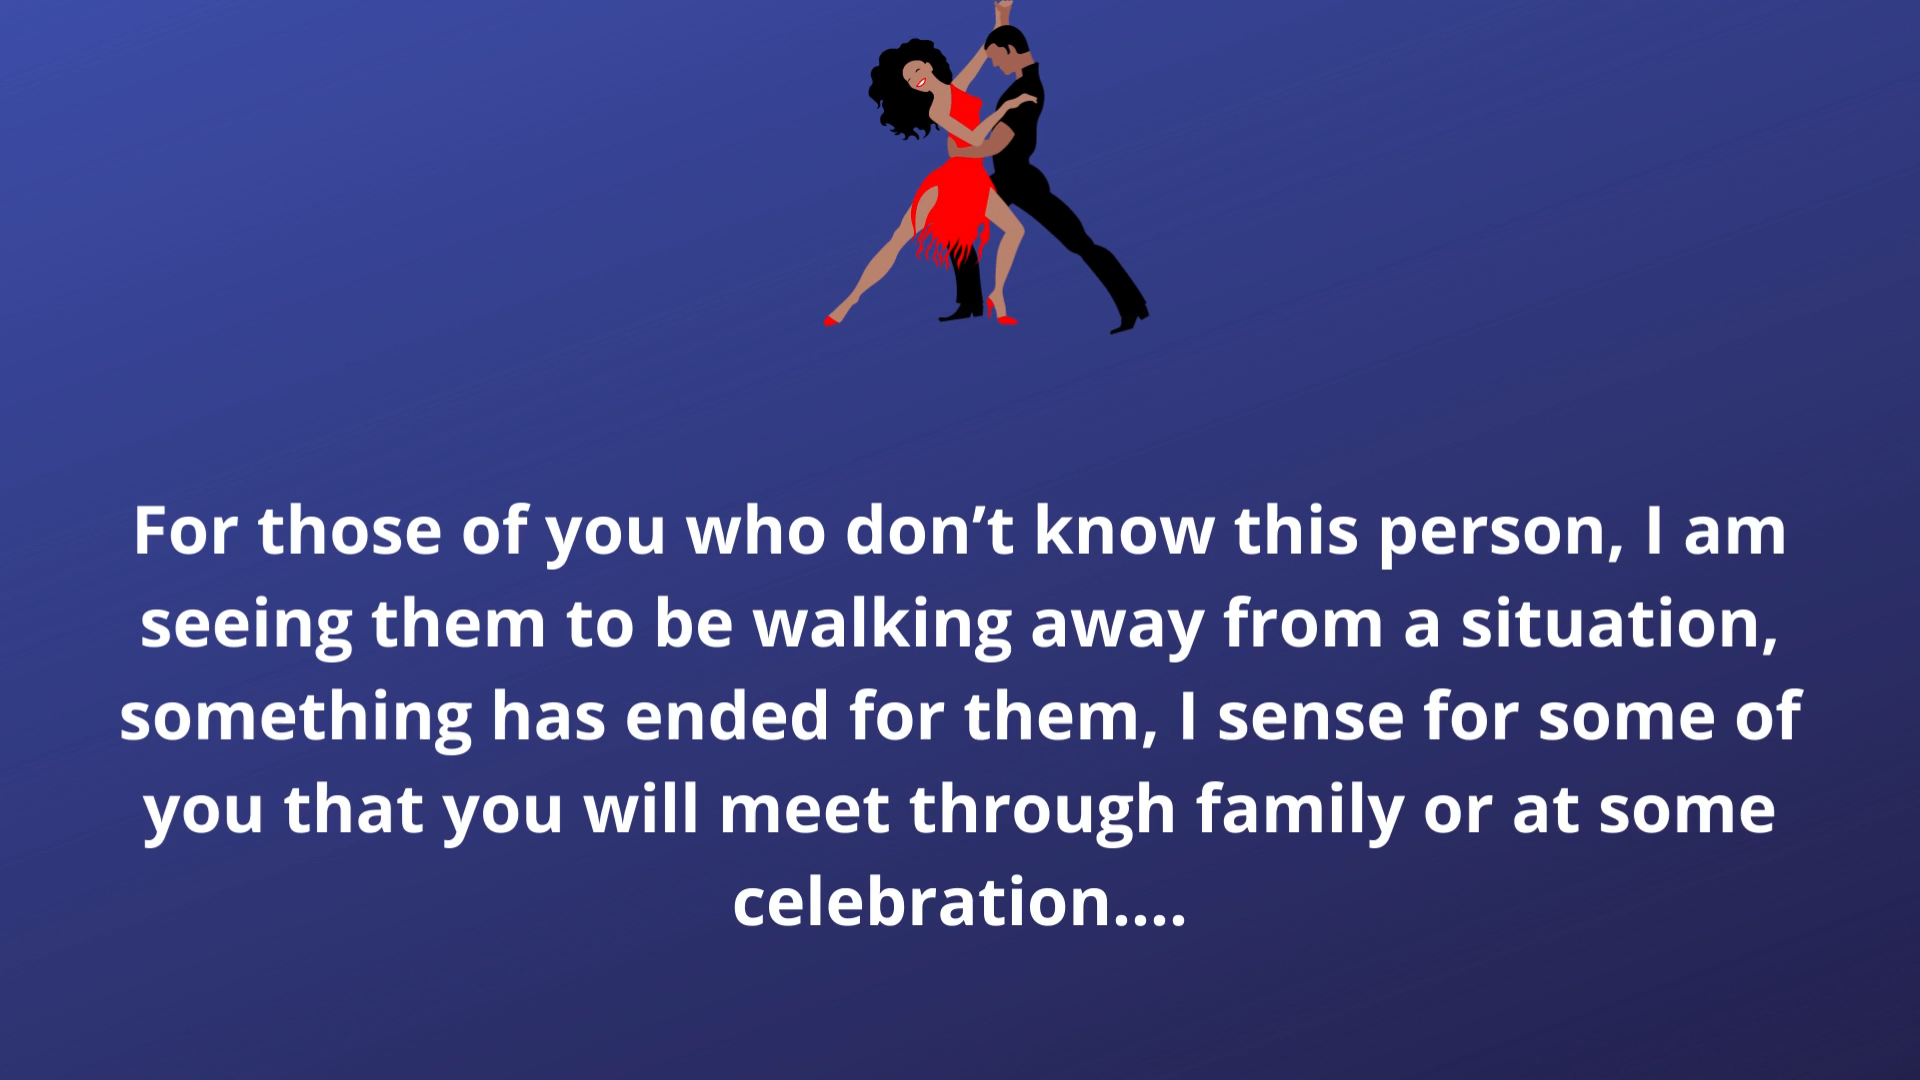 For those of you who don’t know this person, I am
seeing them to be walking away from a situation,
something has ended for them, I sense for some of
you that you will meet through family or at some
celebration....